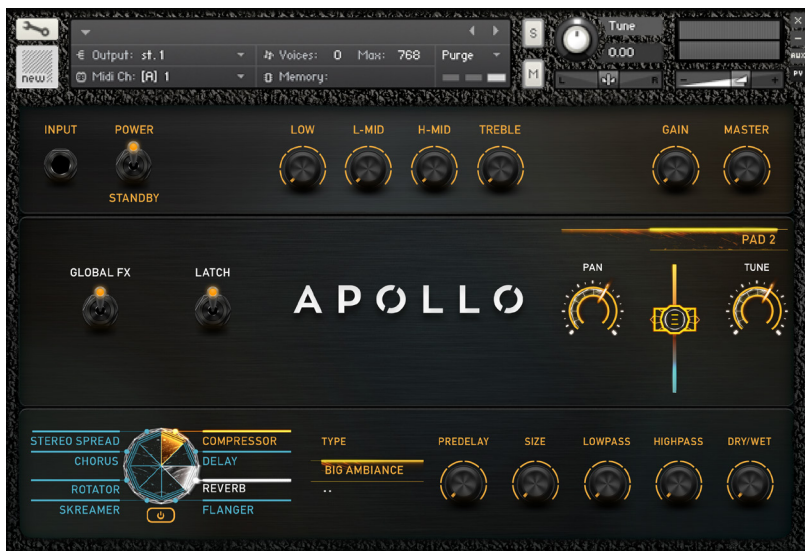 S
Tune
Output: st.1
Voices: 0 Max: 768
Purge
0.00
AUX
new
Midi Ch: [A] 1
Memory:
M
L
R
PV
INPUT
POWER
LOW
L-MID
H-MID
TREBLE
GAIN
MASTER
STANDBY
PAD 2
GLOBAL FX
LATCH
PAN
TUNE
APOLLO
STEREO SPREAD
COMPRESSOR
CHORUS
DELAY
ROTATOR
REVERB
SKREAMER
FLANGER
TYPE
BIG AMBIANCE
..
PREDELAY
SIZE
LOWPASS
HIGHPASS
DRY/WET